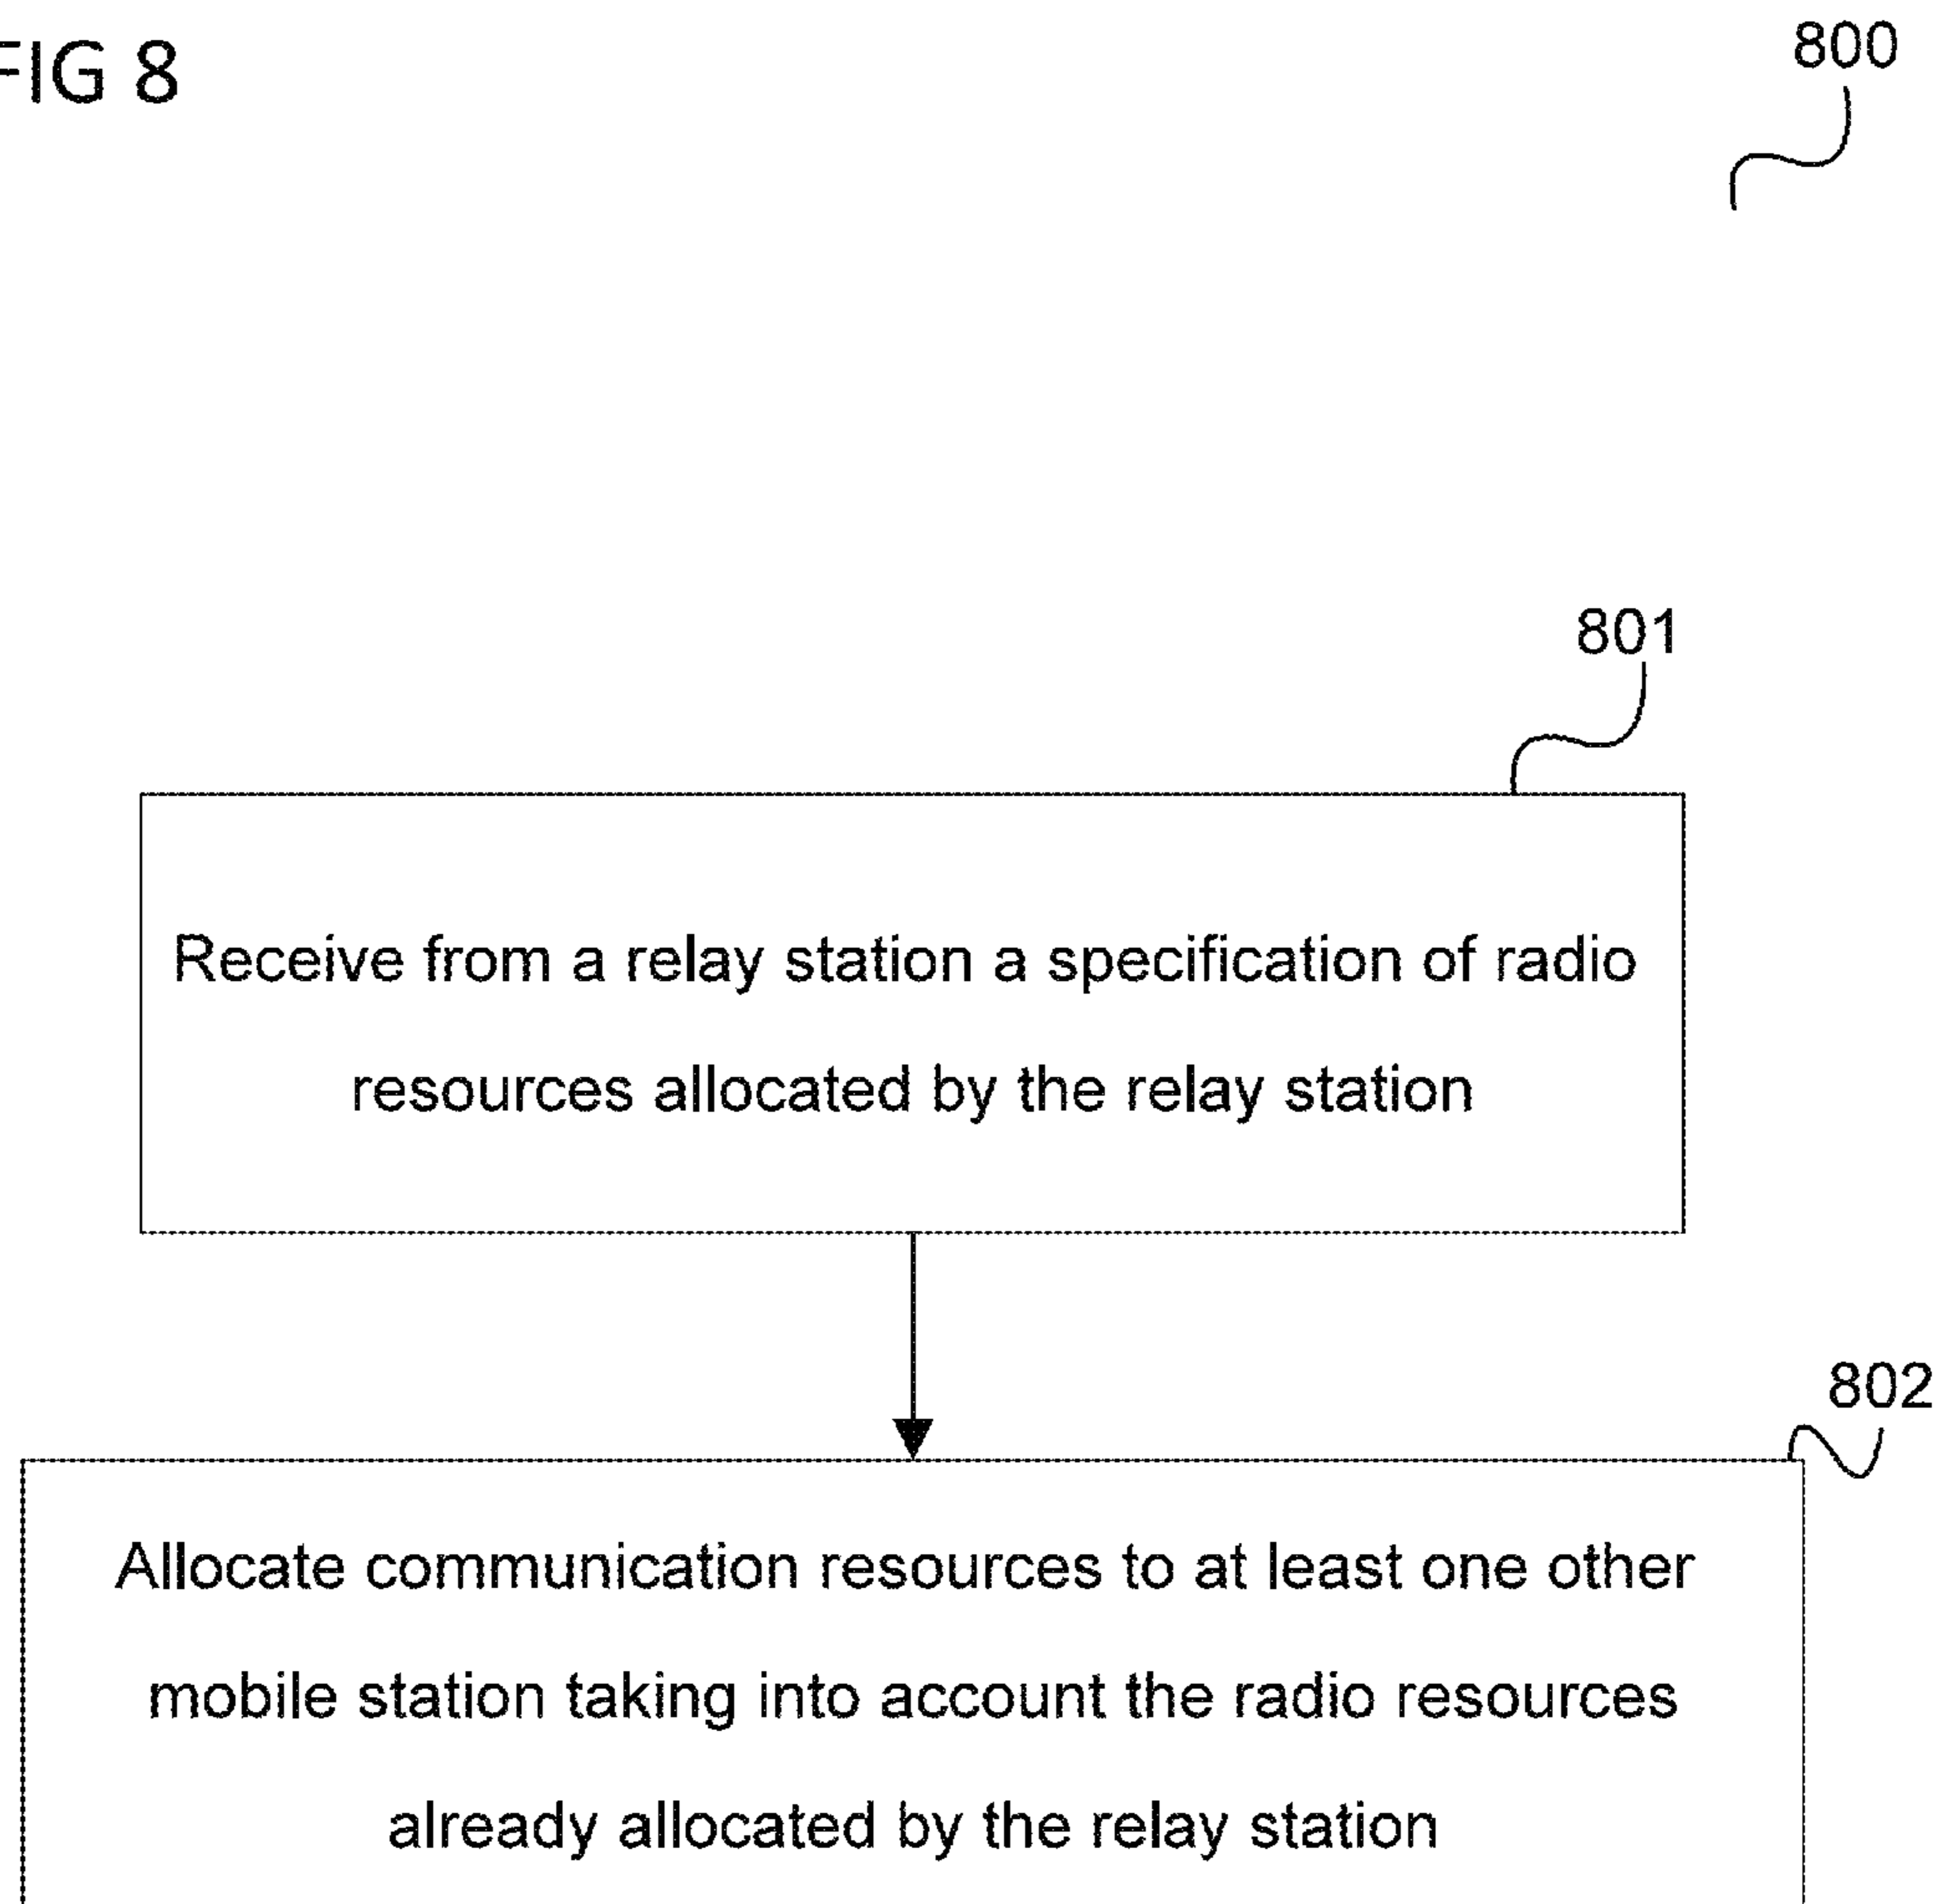 FIG 8
800
801
Receive from a relay station a specification of radio
resources allocated by the relay station
802
Allocate communication resources to at least one other
mobile station taking into account the radio resources
already allocated by the relay station